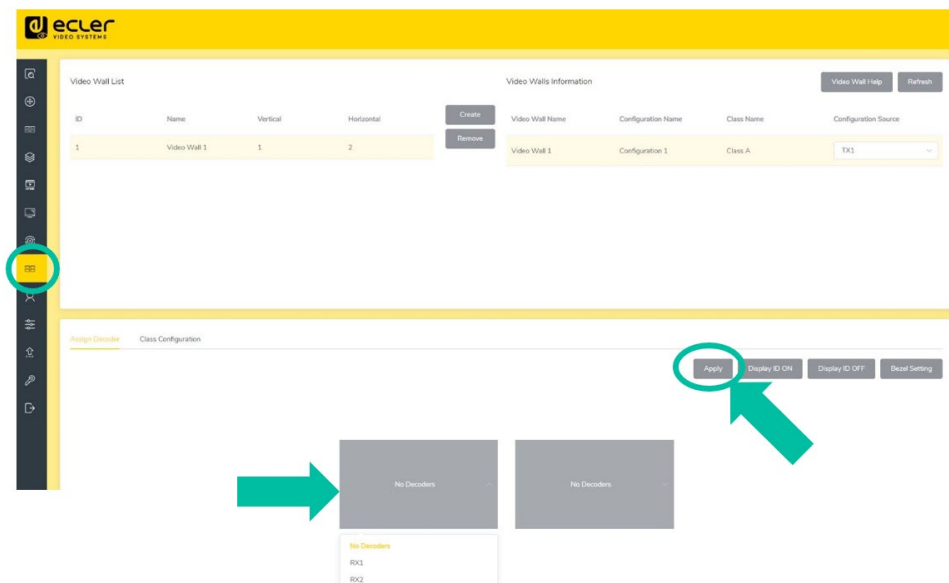 ecler
VIDEO SYSTEMS
Video Wall List
Video Walls Information
Video Wall Help
Refresh
ID Name Vertical Horizontal
Create
Video Wall Name Configuration Name Class Name Configuration Source
Remove
1 Video Wall 1 1 2
Video Wall 1 Configuration 1 Class A TX1
Assign Decoder Class Configuration
Apply Display ID ON Display ID OFF Bezel Setting
No Decoders
No Decoders
No Decoders
RX1
RX2